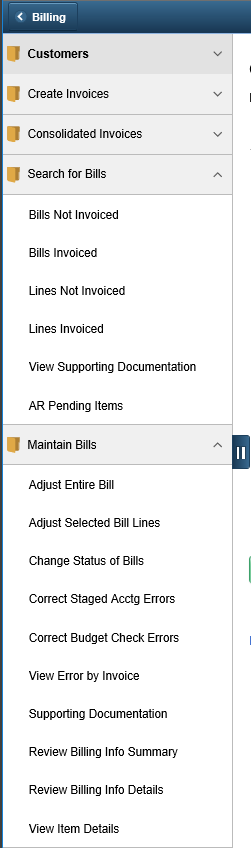 Billing
Customers
Create Invoices
Consolidated Invoices
Search for Bills
Bills Not Invoiced
Bills Invoiced
Lines Not Invoiced
Lines Invoiced
View Supporting Documentation
AR Pending Items
Maintain Bills
Adjust Entire Bill
Adjust Selected Bill Lines
Change Status of Bills
Correct Staged Acctg Errors
Correct Budget Check Errors
View Error by Invoice
Supporting Documentation
Review Billing Info Summary
Review Billing Info Details
View Item Details